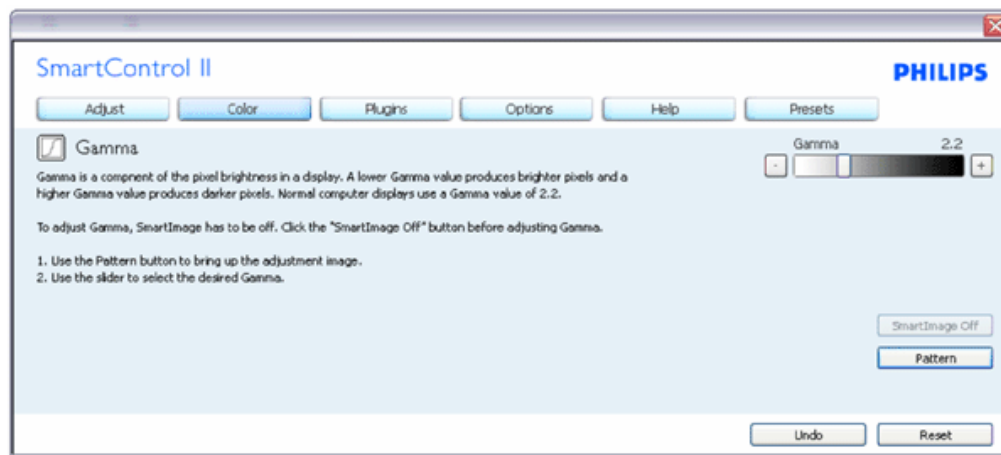 SmartControl II
PHILIPS
Adjust
Color
Plugins
Options
Help
Presets
Gamma
Gamma 2.2
- +
Gamma is a compnent of the pixel brightness in a display. A lower Gamma value produces brighter pixels and a
higher Gamma value produces darker pixels. Normal computer displays use a Gamma value of 2.2.
To adjust Gamma, SmartImage has to be off. Click the "SmartImage Off" button before adjusting Gamma.
1. Use the Pattern button to bring up the adjustment image.
2. Use the slider to select the desired Gamma.
SmartImage Off
Pattern
Undo
Reset